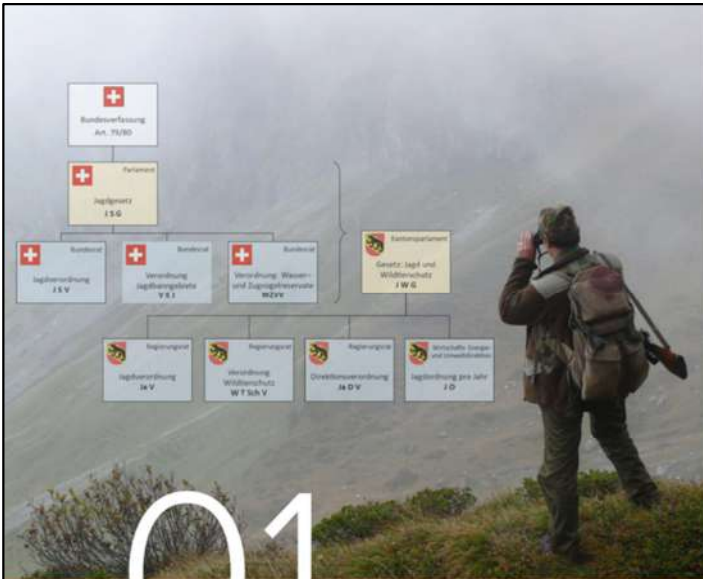 Bundesverfassung
Art. 79/80
Parlament
Jagdgesetz
J S G
Bundesrat
Jagdverordnung
J S V
Bundesrat
Verordnung
Jagdbanngebiete
Bundesrat
Verordnung: Wasser-
und Zugvogelreservate
WZVV
Kantonsparlament
Gesetz: Jagd und
Wildtierschutz
J W G
Regierungsrat
Jagdverordnung
Ja V
Regierungsrat
Verordnung
Wildtierschutz
W T Sch V
Regierungsrat
Direktionsverordnung
Ja D V
Wirtschafts- Energie-
und Umweltdirektion
Jagdordnung pro Jahr
J O
01